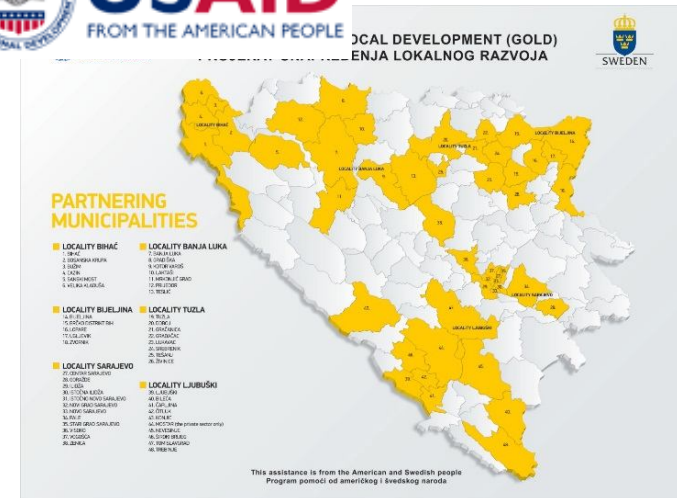 USAID
FROM THE AMERICAN PEOPLE
LOCAL DEVELOPMENT (GOLD)
LOKALNOG RAZVOJA
SWEDEN
PARTNERING
MUNICIPALITIES
LOCALITY BIHAĆ
1. BIHAĆ
2. BOSANSKA KRUPA
3. BUŽIM
4. CAZIN
5. SANSKI MOST
6. VELIKA KLADUŠA
LOCALITY BANJA LUKA
7. BANJA LUKA
8. GRADIŠKA
9. KOTOR VAROŠ
10. LAKTAŠI
11. MRKONJIĆ GRAD
12. PRIJEDOR
13. TESLIĆ
LOCALITY BIJELJINA
14. BIJELJINA
15. BRČKO DISTRIKT BIH
16. LOPARE
17. UGLJEVIK
18. ZVORNIK
LOCALITY TUZLA
19. TUZLA
20. DOBOJ
21. GRAČANICA
22. GRADAČAC
23. LUKAVAC
24. SREBRENIK
25. TEŠANJ
26. ŽIVINICE
LOCALITY SARAJEVO
27. CENTAR SARAJEVO
28. GORAŽDE
29. ILIDŽA
30. ISTOČNA ILIDŽA
31. ISTOČNO NOVO SARAJEVO
32. NOVI GRAD SARAJEVO
33. NOVO SARAJEVO
34. PALE
35. STARI GRAD SARAJEVO
36. VISOKO
37. VOGOŠĆA
38. ZENICA
LOCALITY LJUBUŠKI
39. LJUBUŠKI
40. BILEĆA
41. ČAPLJINA
42. ČITLUK
43. KONJIC
44. MOSTAR (the private sector only)
45. NEVESINJE
46. ŠIROKI BRIJEG
47. TOMISLAVGRAD
48. TREBINJE
LOCALITY BIHAĆ
LOCALITY BANJA LUKA
LOCALITY TUZLA
LOCALITY BIJELJINA
LOCALITY SARAJEVO
LOCALITY LJUBUŠKI
This assistance is from the American and Swedish people
Program pomoći od američkog i švedskog naroda